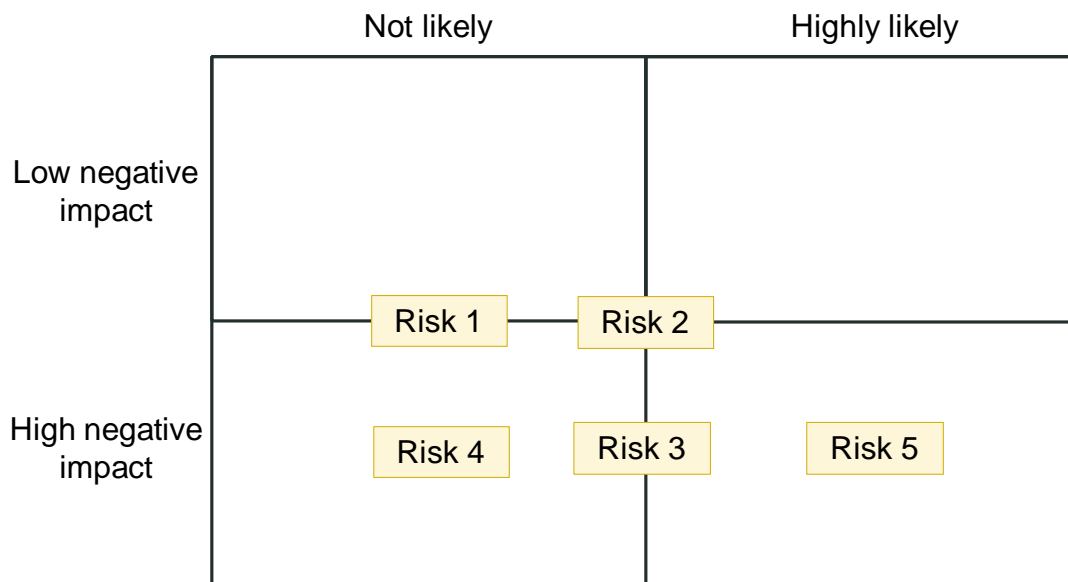 Not likely
Highly likely
Low negative
impact
Risk 1
Risk 2
High negative
impact
Risk 4
Risk 3
Risk 5